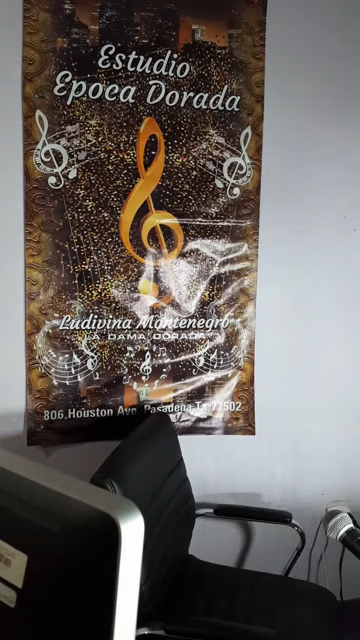 Estudio
Epoca Dorada
"Ludivina Montenegro"
LA DAMA DORADA
806,Houston Ave. Pasadena Tx.77502